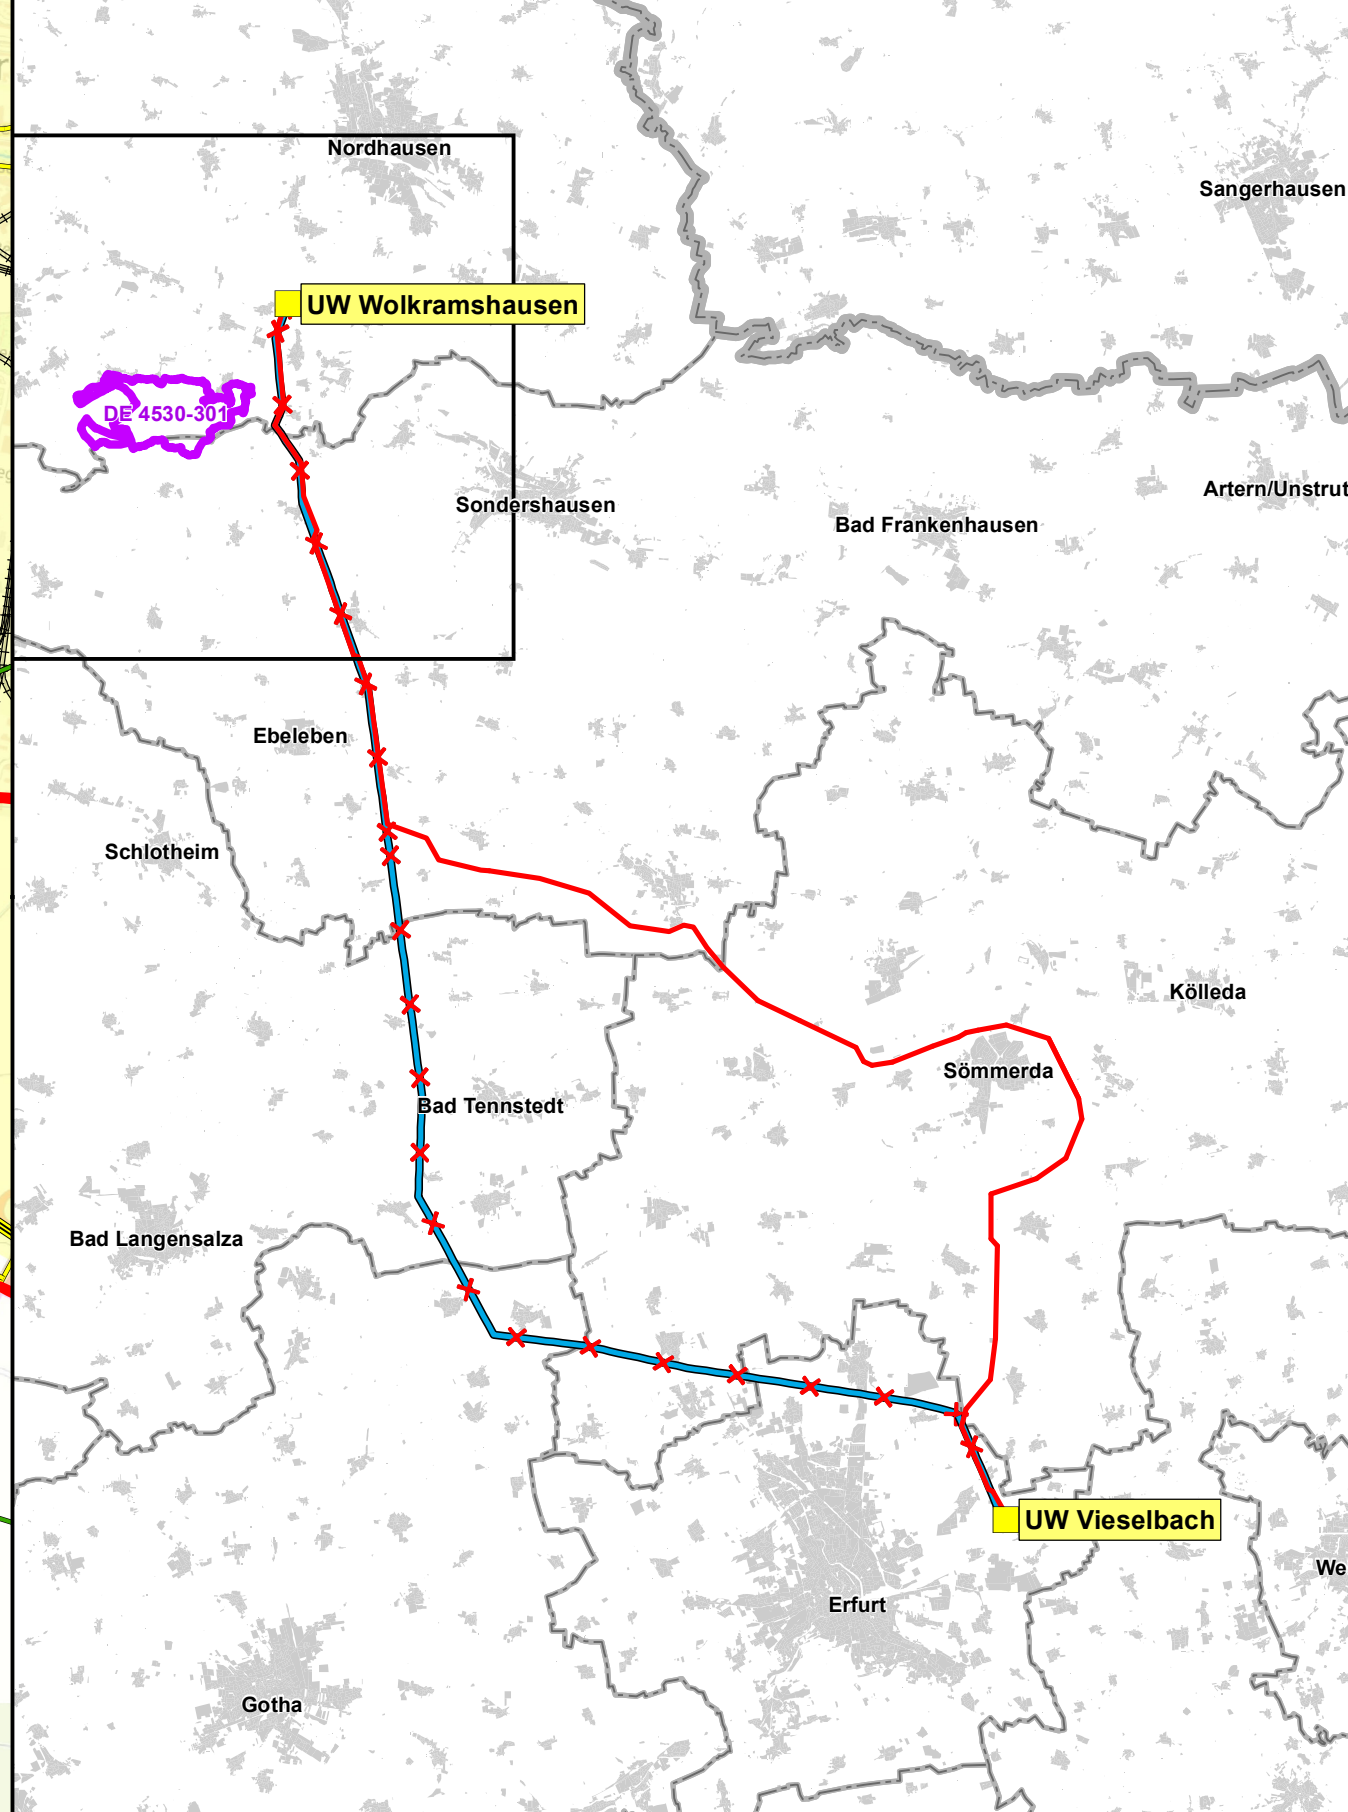 Nordhausen
Sangerhausen
UW Wolkramshausen
DE 4530-301
Sondershausen
Artern/Unstrut
Bad Frankenhausen
Ebeleben
Schlotheim
Kölleda
Sömmerda
Bad Tennstedt
Bad Langensalza
UW Vieselbach
We
Erfurt
Gotha